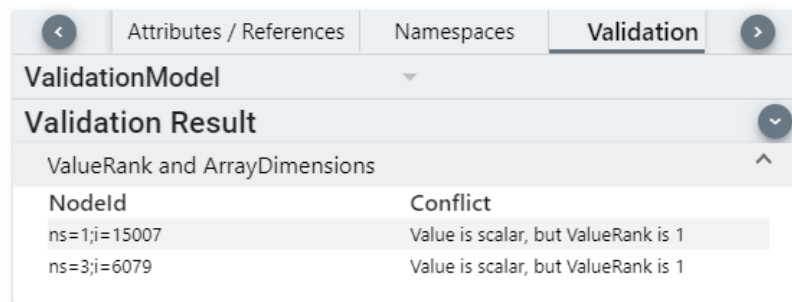 Attributes / References Namespaces Validation
ValidationModel
Validation Result
ValueRank and ArrayDimensions
NodeId Conflict
ns=1;i=15007 Value is scalar, but ValueRank is 1
ns=3;i=6079 Value is scalar, but ValueRank is 1